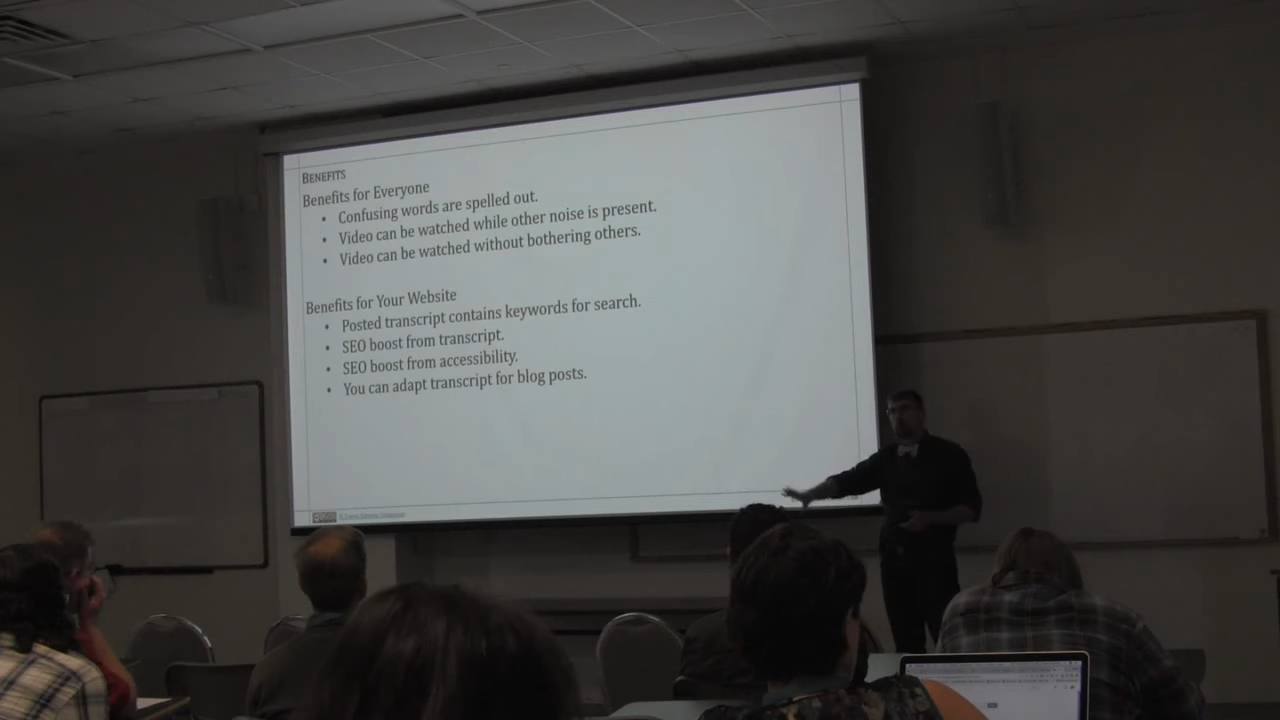 BENEFITS
Benefits for Everyone
• Confusing words are spelled out.
• Video can be watched while other noise is present.
• Video can be watched without bothering others.
Benefits for Your Website
• Posted transcript contains keywords for search.
• SEO boost from transcript.
• SEO boost from accessibility.
• You can adapt transcript for blog posts.